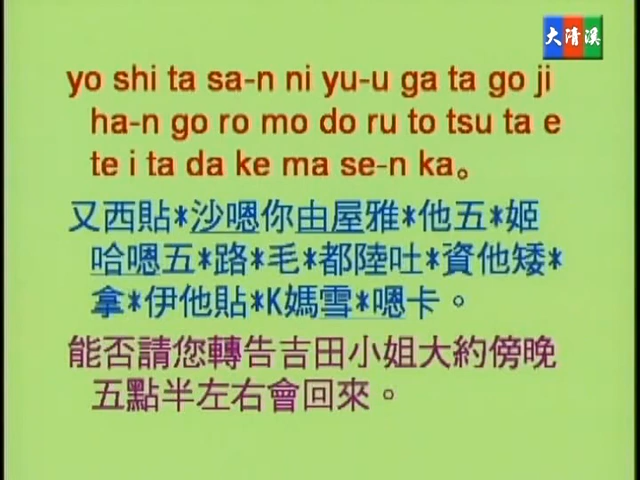 大清溪
yo shi ta sa-n ni yu-u ga ta go ji
ha-n go ro mo do ru to tsu ta e
te i ta da ke ma se-n ka。
又西貼*沙嗯你由屋雅*他五*姬
哈嗯五*路*毛*都陸吐*資他矮*
拿*伊他貼*K媽雪*嗯卡。
能否請您轉告吉田小姐大約傍晚
五點半左右會回來。